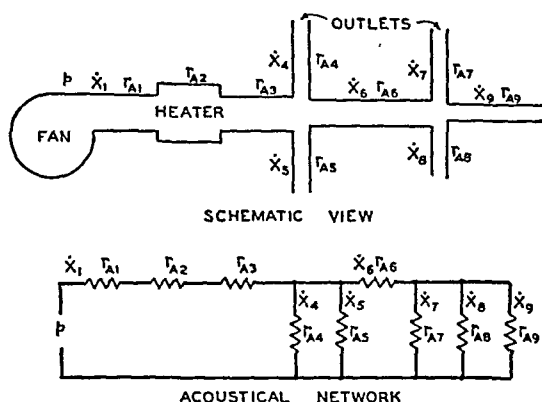 OUTLETS
p Ẋ1 rA1 rA2 rA3 Ẋ4 rA4 Ẋ6 rA6 Ẋ7 rA7 Ẋ9 rA9
HEATER
FAN
Ẋ5 rA5 Ẋ8 rA8
SCHEMATIC VIEW
Ẋ1 rA1 rA2 rA3 Ẋ6 rA6
Ẋ4 Ẋ5 Ẋ7 Ẋ8 Ẋ9
p rA4 rA5 rA7 rA8 rA9
ACOUSTICAL NETWORK